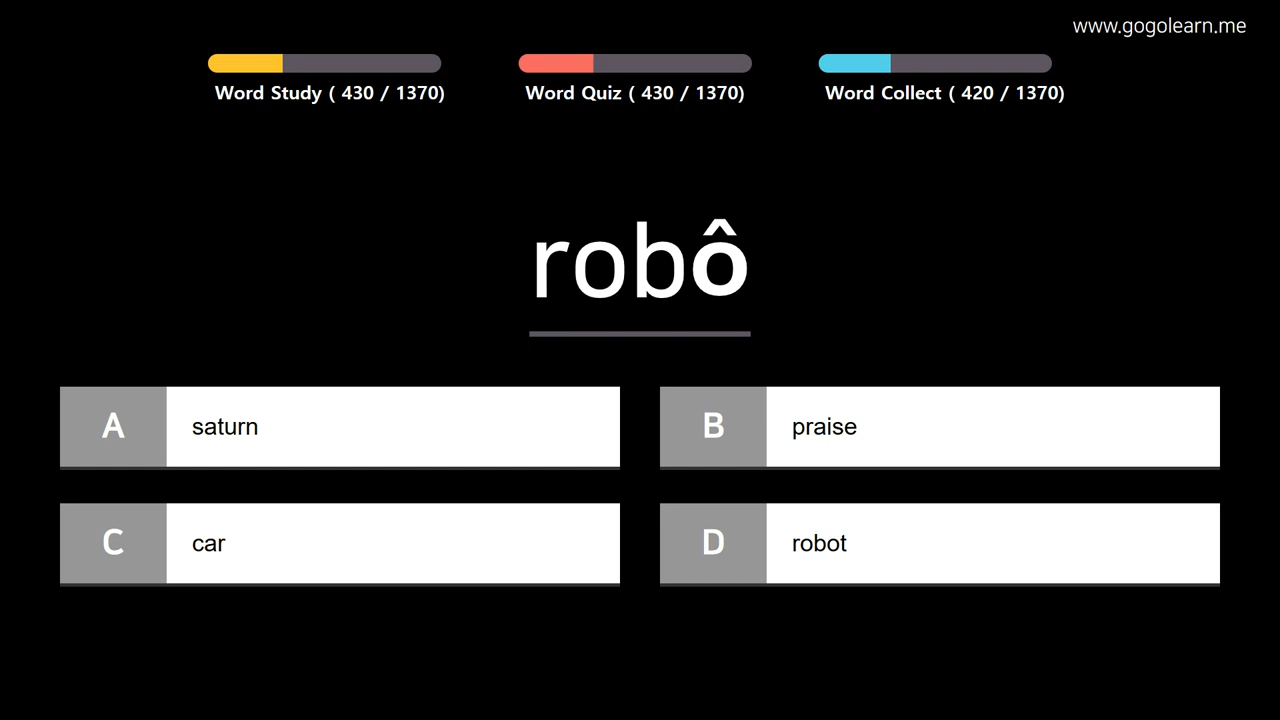 www.gogolearn.me
Word Study ( 430 / 1370)
Word Quiz ( 430 / 1370)
Word Collect ( 420 / 1370)
robô
A saturn
B praise
C car
D robot